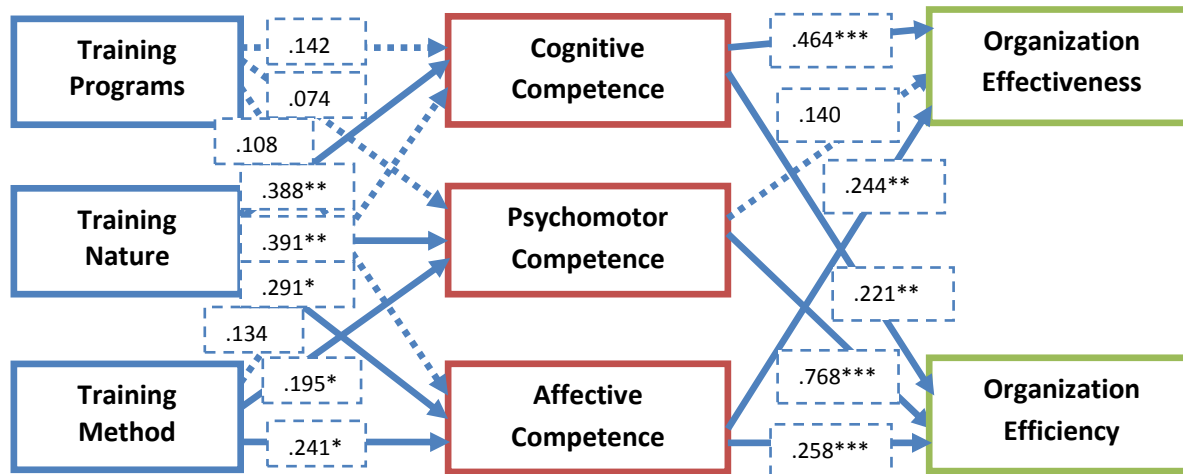 Training
Programs
Training
Nature
Training
Method
.142
.074
.108
.388**
.391**
.291*
.134
.195*
.241*
Cognitive
Competence
Psychomotor
Competence
Affective
Competence
.464***
.140
.244**
.221**
.768***
.258***
Organization
Effectiveness
Organization
Efficiency